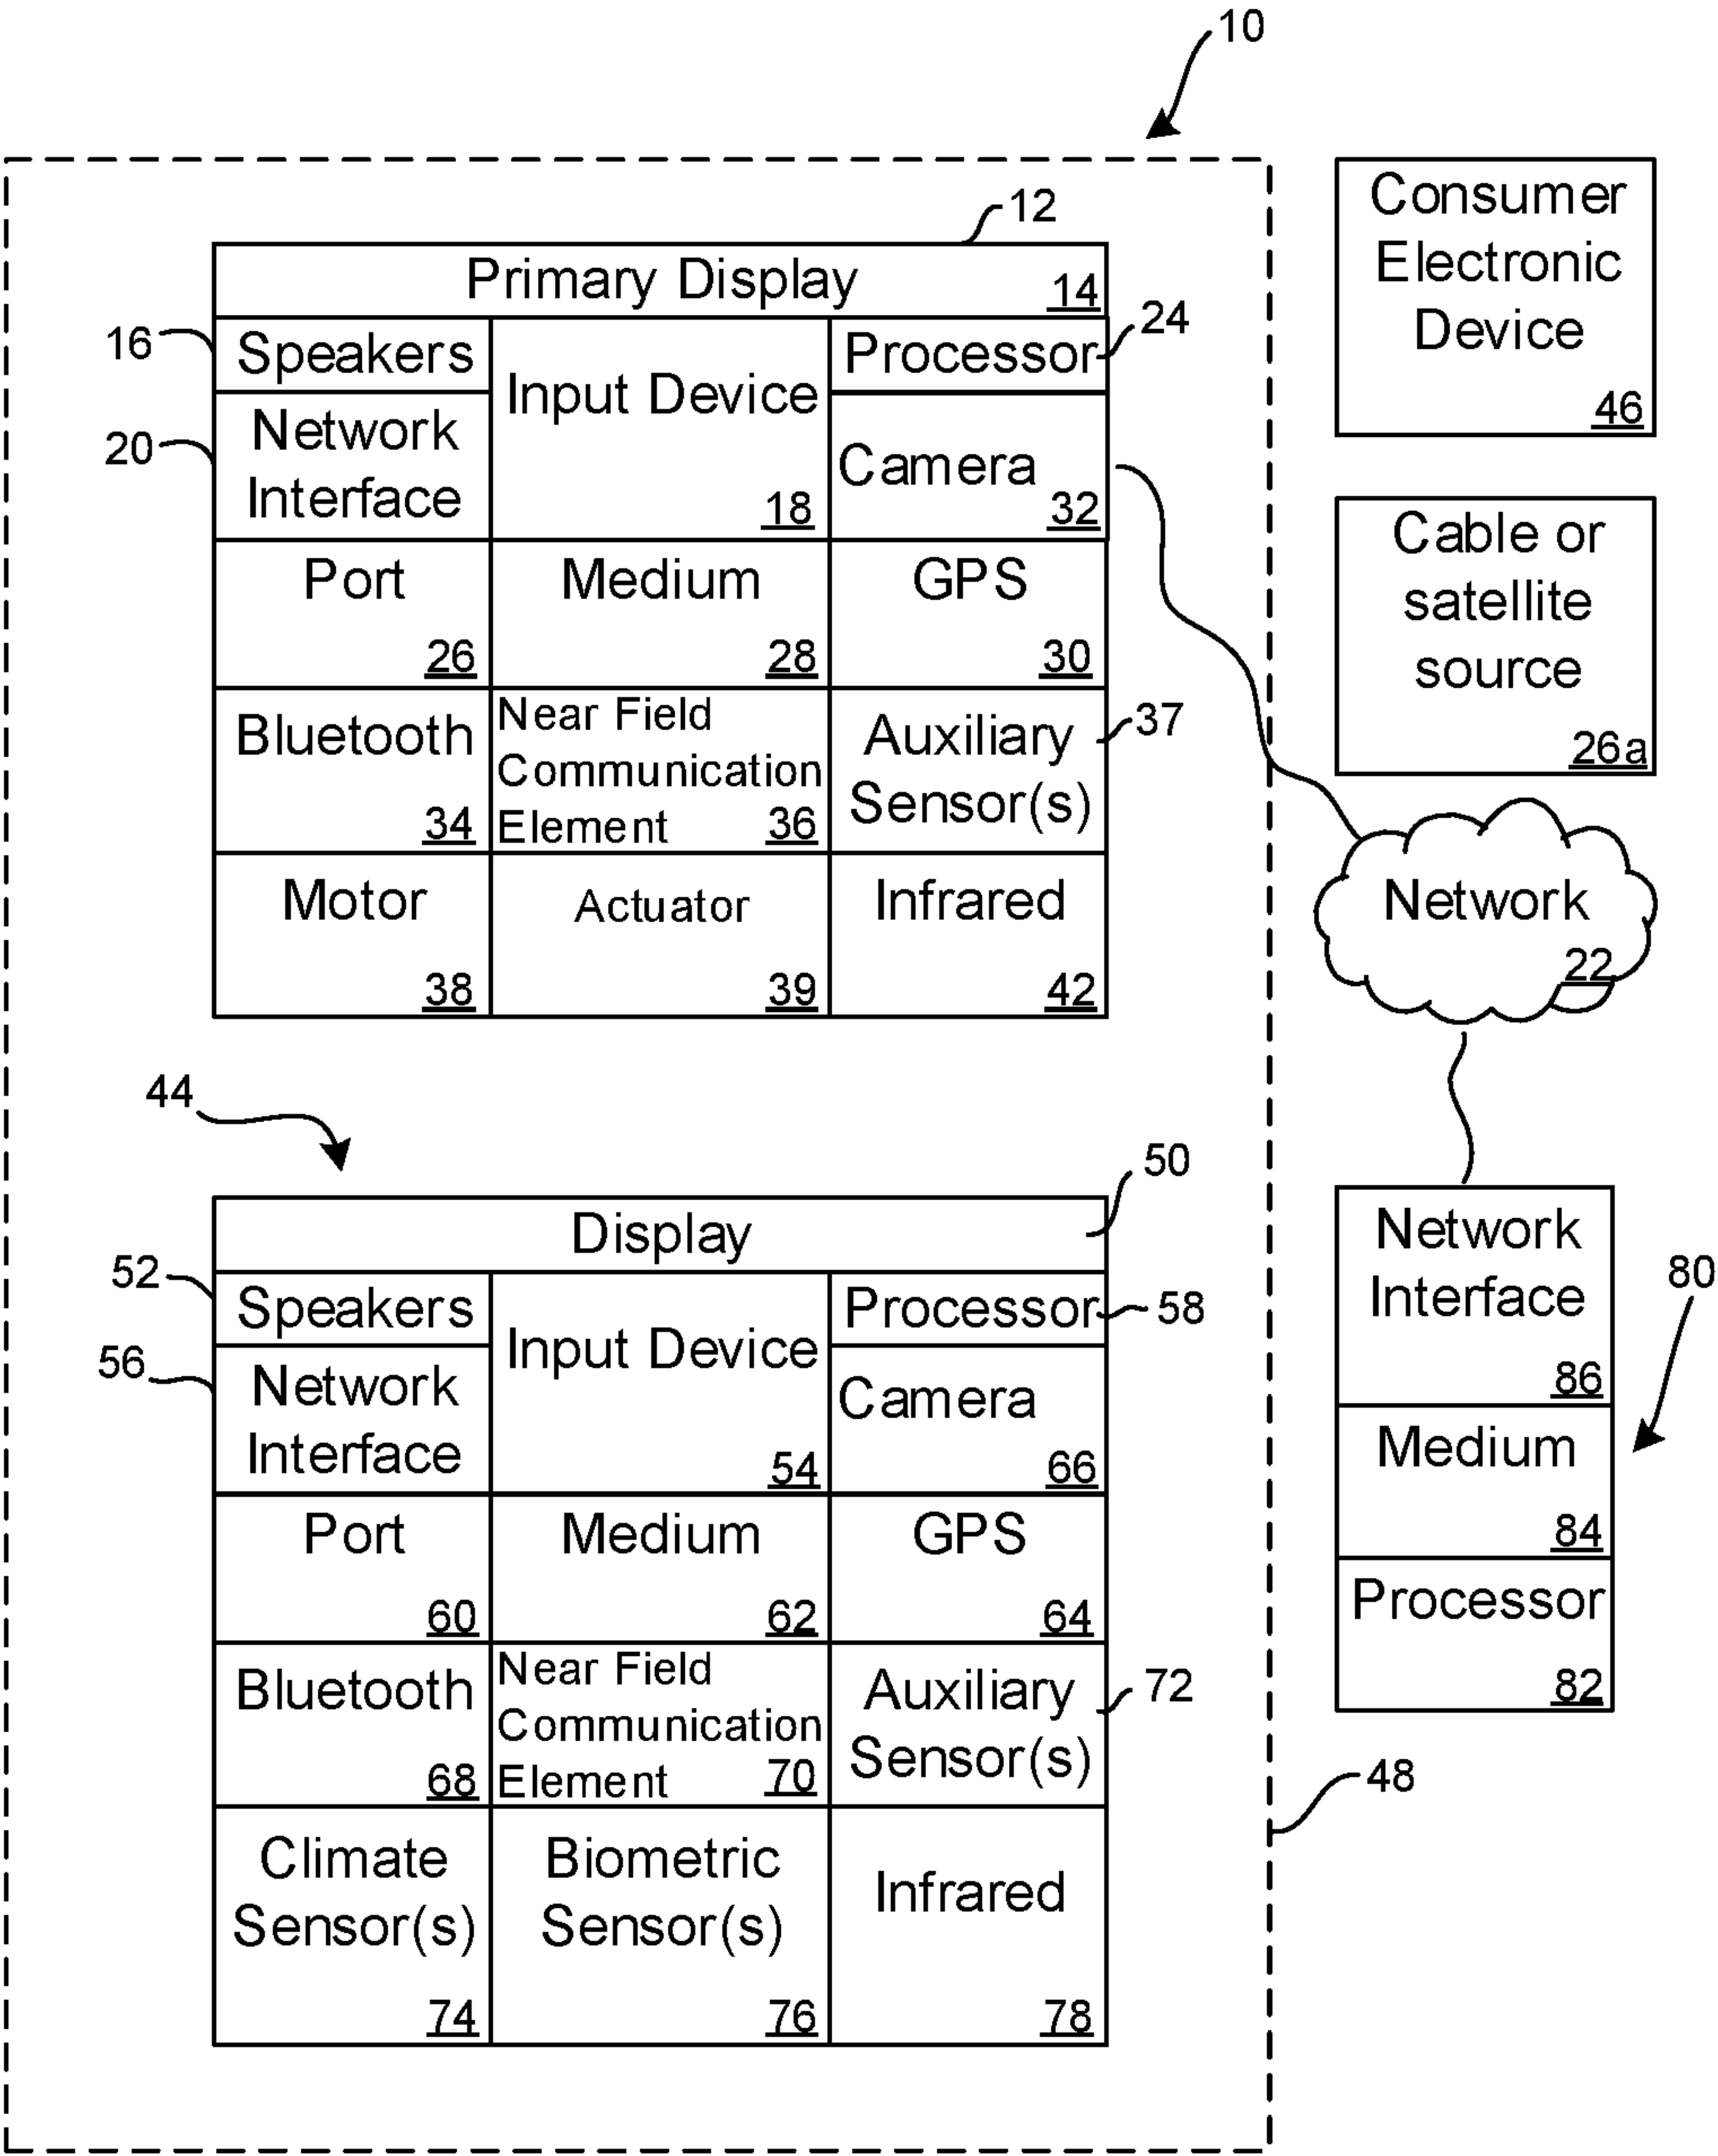 10
12
Primary Display
14
16
Speakers
Input Device
18
Processor
24
20
Network
Interface
Camera
32
Port
26
Medium
28
GPS
30
Bluetooth
34
Near Field
Communication
Element
36
Auxiliary
Sensor(s)
37
Motor
38
Actuator
39
Infrared
42
Consumer
Electronic
Device
46
Cable or
satellite
source
26a
Network
22
44
50
Display
52
Speakers
Input Device
54
Processor
58
56
Network
Interface
Camera
66
Port
60
Medium
62
GPS
64
Bluetooth
68
Near Field
Communication
Element
70
Auxiliary
Sensor(s)
72
Climate
Sensor(s)
74
Biometric
Sensor(s)
76
Infrared
78
Network
Interface
86
80
Medium
84
Processor
82
48